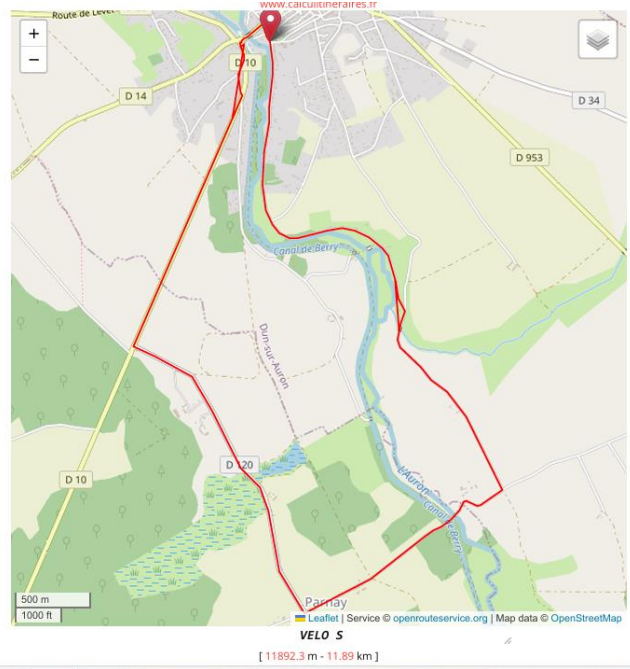 www.calculitineraires.fr
Route de Levet
+
−
D 10
D 14
D 34
D 953
Canal de Berry
Dun-sur-Auron
D 120
D 10
L'Auron
Canal de Berry
Parnay
500 m
1000 ft
Leaflet | Service © openrouteservice.org | Map data © OpenStreetMap
VELO S
[ 11892.3 m - 11.89 km ]